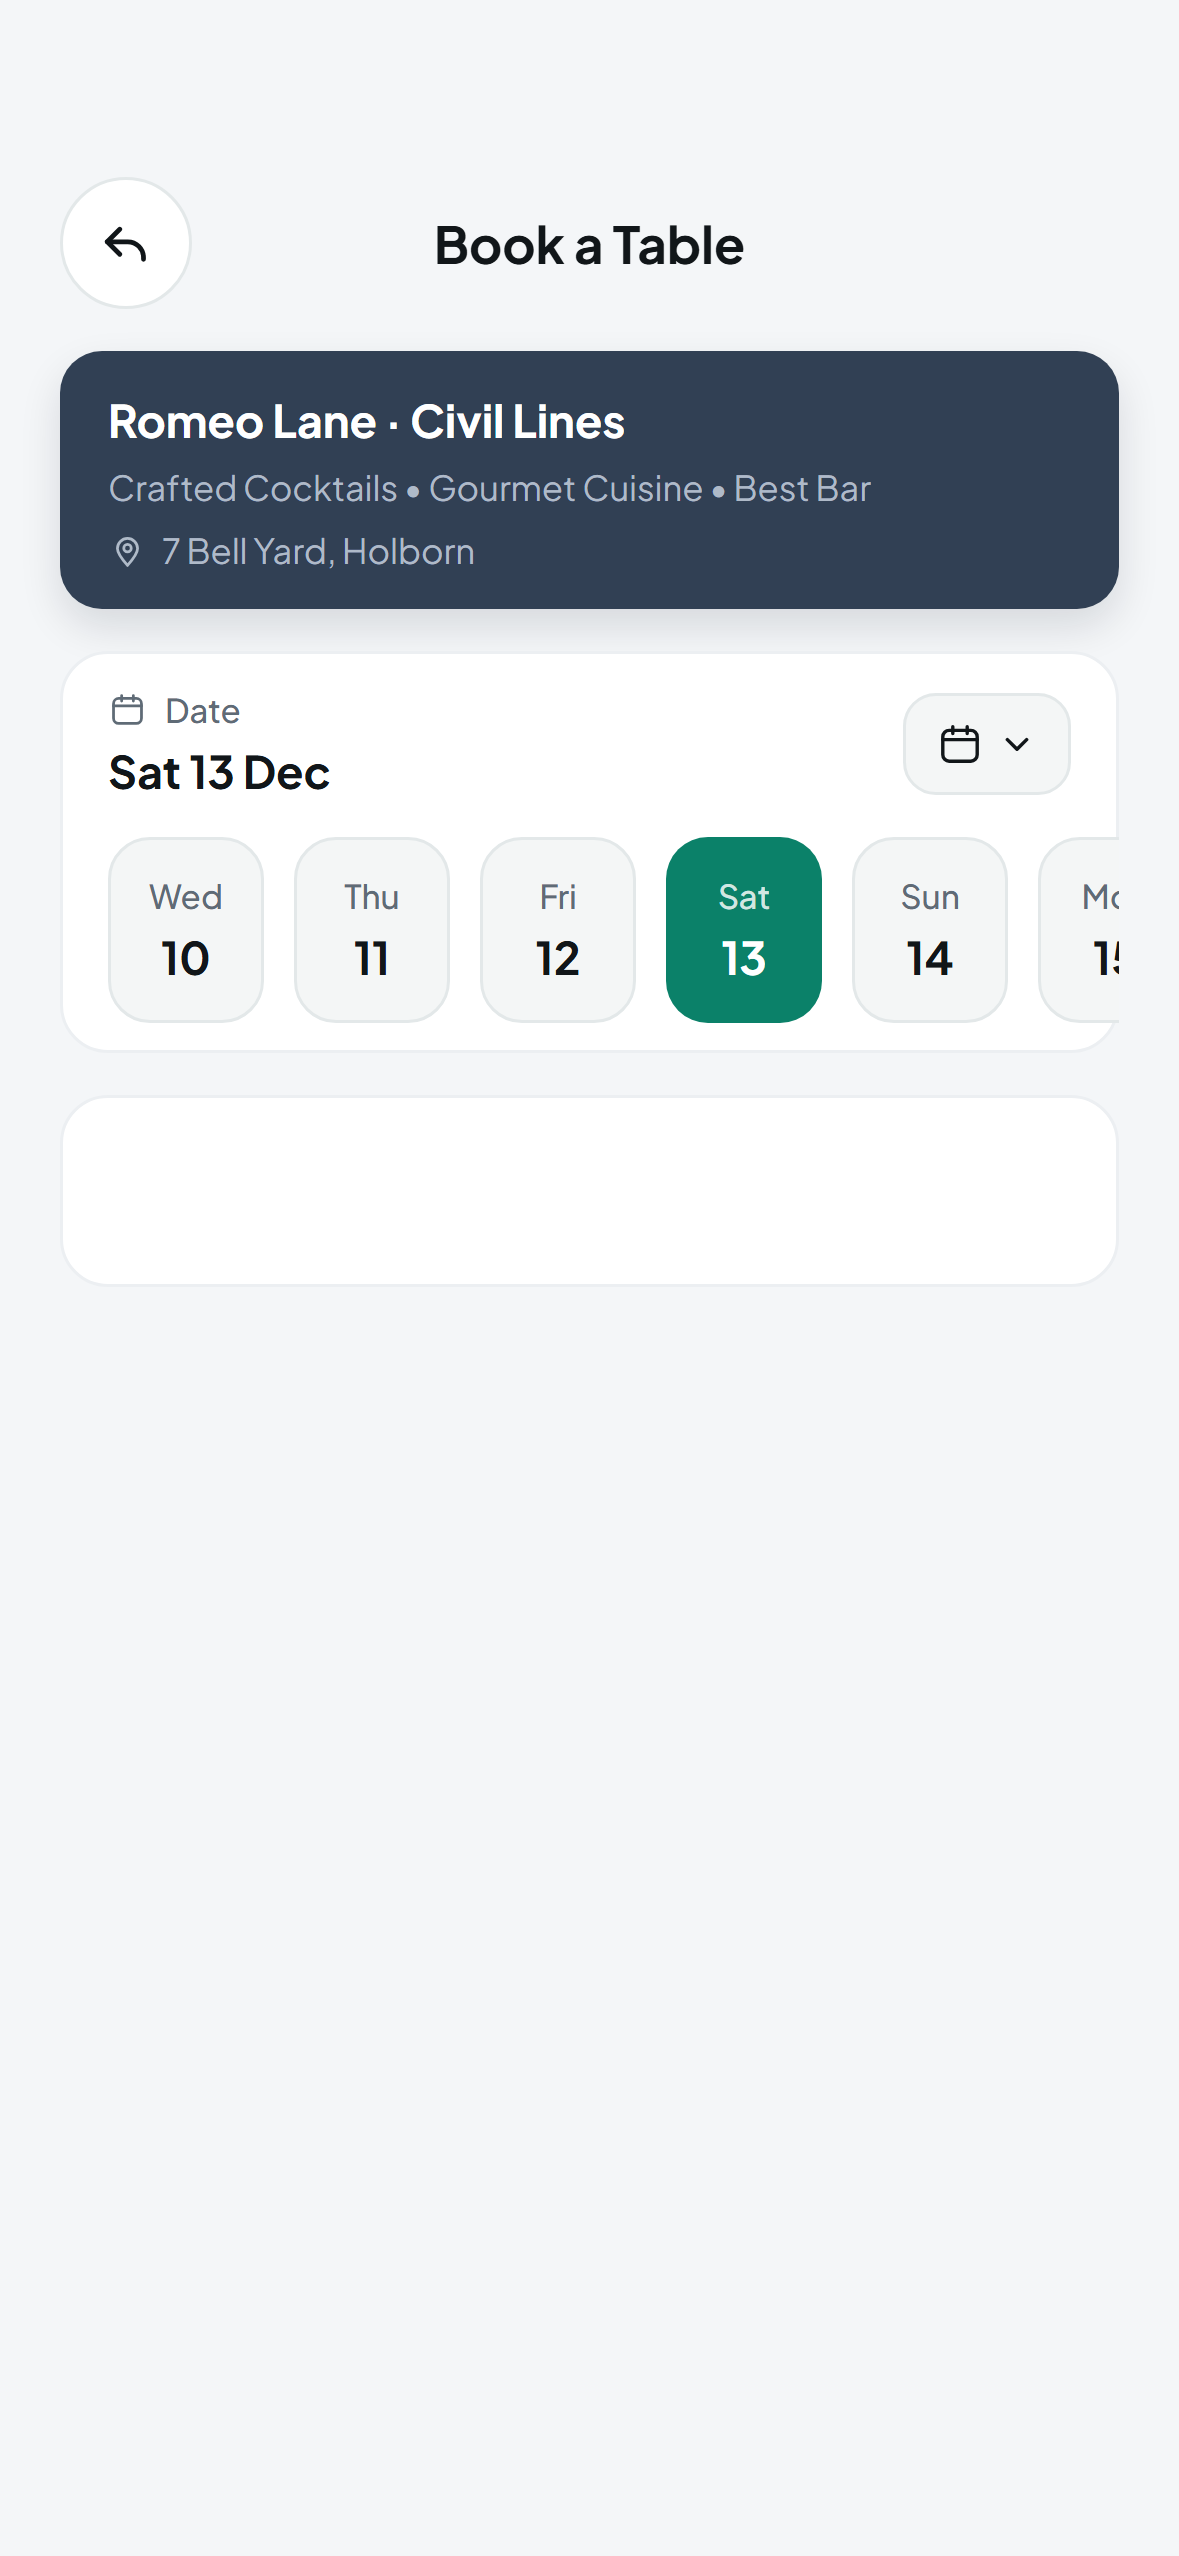 Book a Table
Romeo Lane · Civil Lines
Crafted Cocktails • Gourmet Cuisine • Best Bar
7 Bell Yard, Holborn
Date
Sat 13 Dec
Wed Thu Fri Sat Sun
10 11 12 13 14